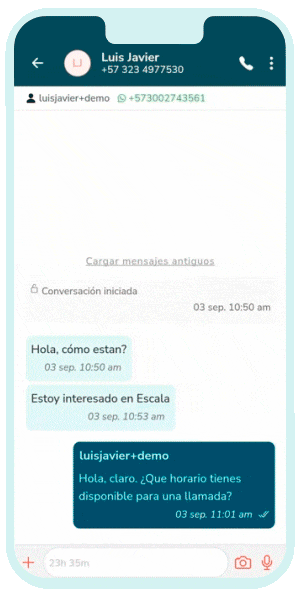 LJ
Luis Javier
+57 323 4977530
luisjavier+demo +573002743561
Cargar mensajes antiguos
Conversación iniciada
03 sep. 10:50 am
Hola, cómo estan?
03 sep. 10:50 am
Estoy interesado en Escala
03 sep. 10:53 am
luisjavier+demo
Hola, claro. ¿Que horario tienes
disponible para una llamada?
03 sep. 11:01 am
23h 35m